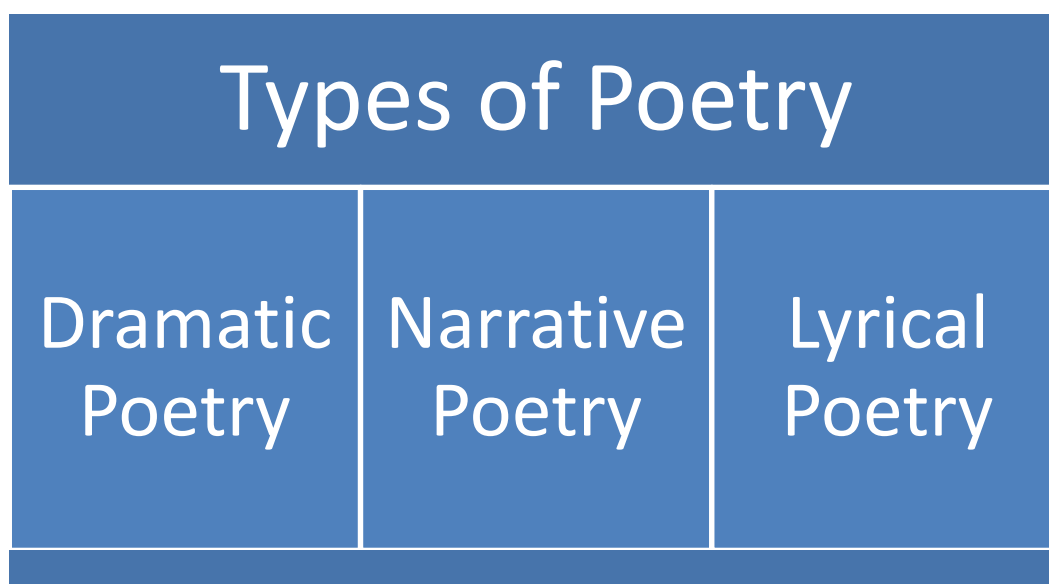 Types of Poetry
Dramatic
Poetry
Narrative
Poetry
Lyrical
Poetry